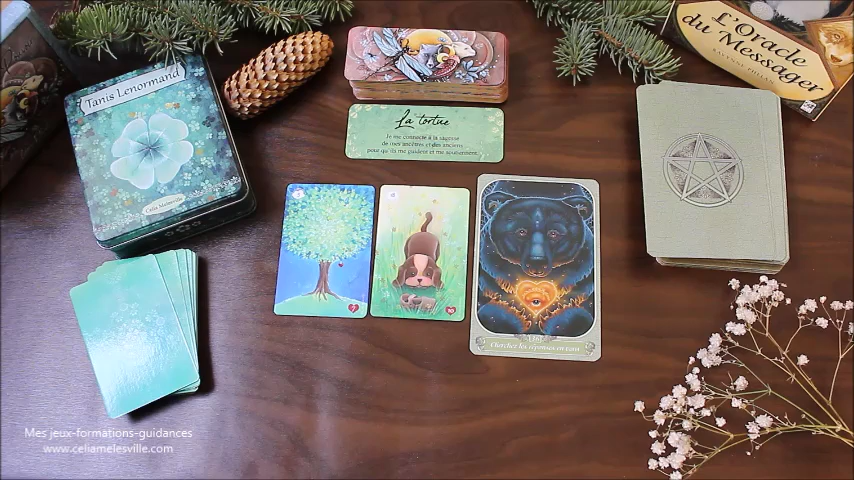 Tanis Lenormand
Célia Melesville
La tortue
Je me connecte à la sagesse
de mes ancêtres et des anciens
pour qu'ils me guident et me soutiennent.
L'Oracle
du Messager
Cherchez les réponses en vous
Mes jeux-formations-guidances
www.celiamelesville.com